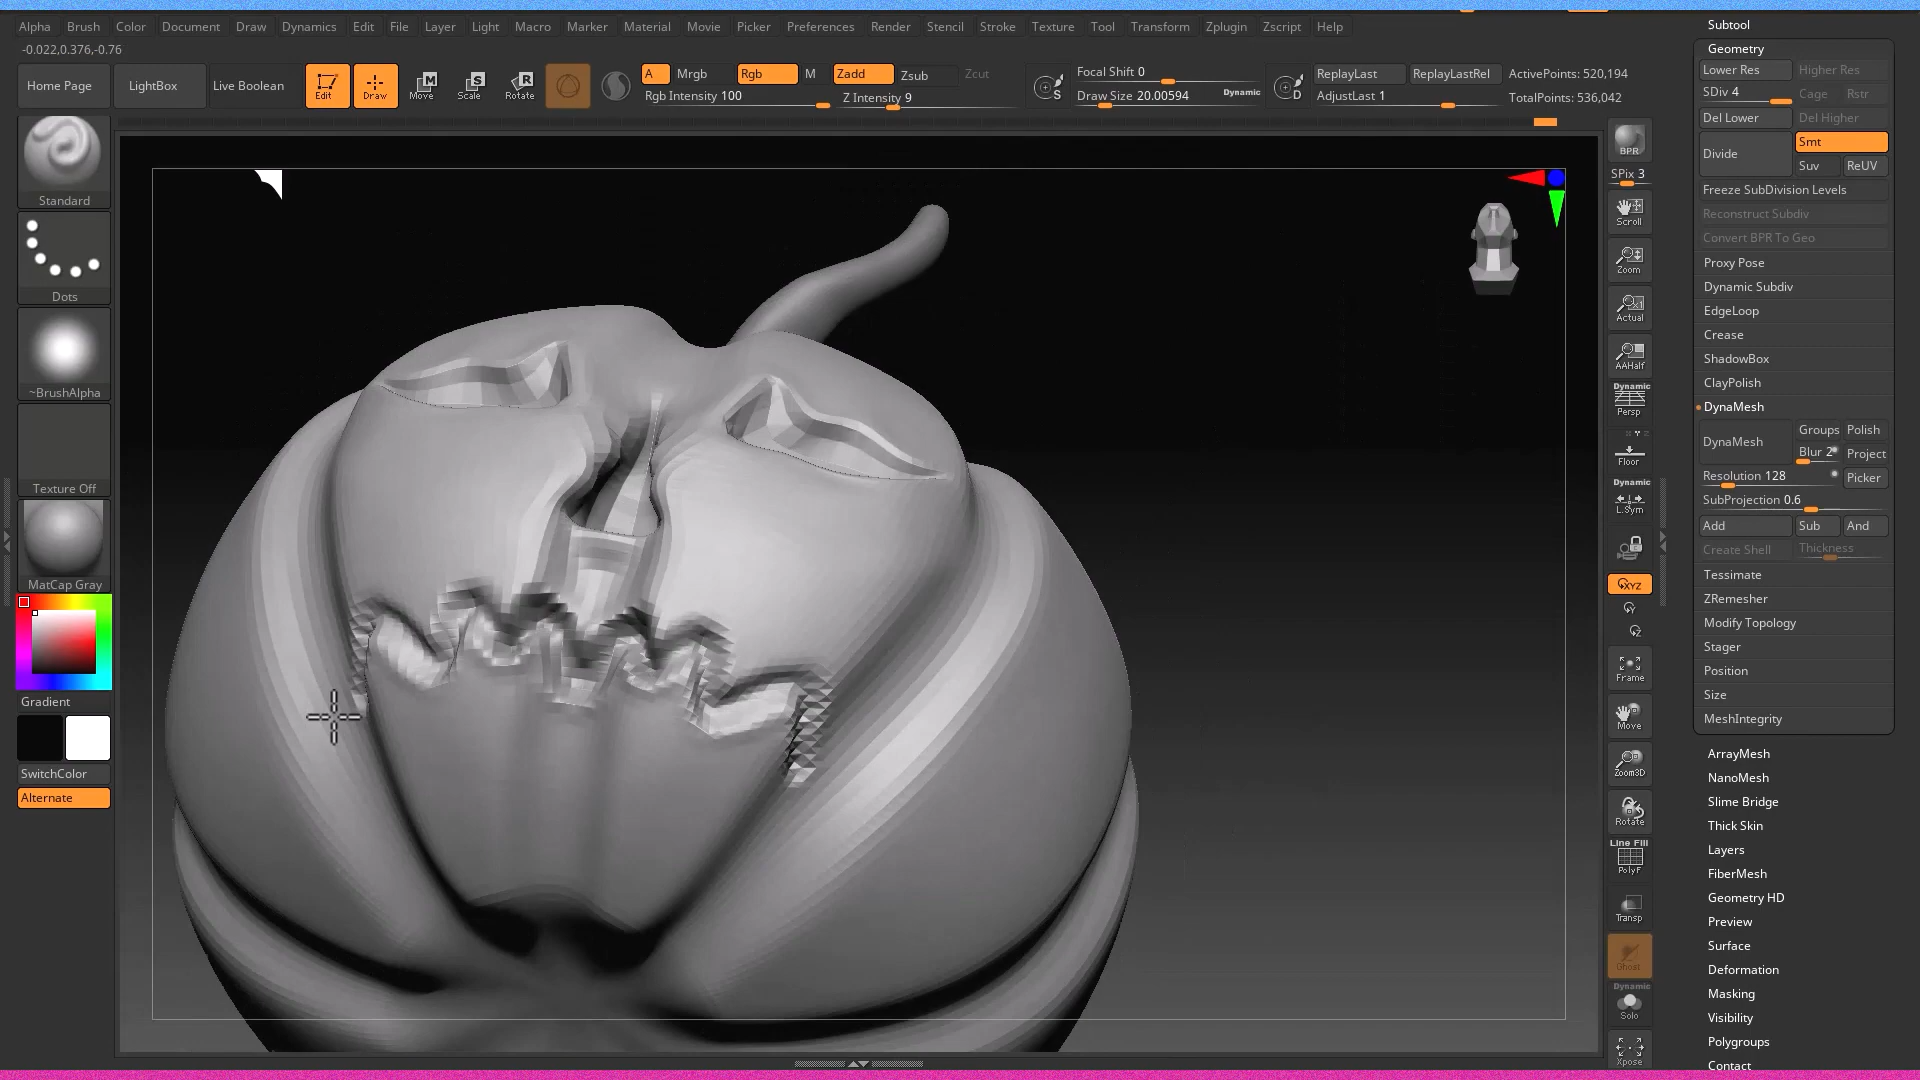 Alpha Brush Color Document Draw Dynamics Edit File Layer Light Macro Marker Material Movie Picker Preferences Render Stencil Stroke Texture Tool Transform Zplugin Zscript Help
-0.022,0.376,-0.76
Home Page
LightBox
Live Boolean
Edit
Draw
Move
Scale
Rotate
A Mrgb Rgb M Zadd Zsub Zcut
Rgb Intensity 100
Z Intensity 9
Focal Shift 0
Draw Size 20.00594
Dynamic
S
D
ReplayLast ReplayLastRel
AdjustLast 1
ActivePoints: 520,194
TotalPoints: 536,042
Standard
Dots
~BrushAlpha
Texture Off
MatCap Gray
Gradient
SwitchColor
Alternate
BPR
SPix 3
Scroll
Zoom
Actual
AAHalf
Dynamic
Persp
Floor
Dynamic
L.Sym
XYZ
Y
Z
Frame
Move
Zoom3D
Rotate
Line Fill
PolyF
Transp
Ghost
Dynamic
Solo
Xpose
Subtool
Geometry
Lower Res Higher Res
SDiv 4 Cage Rstr
Del Lower Del Higher
Divide
Smt
Suv ReUV
Freeze SubDivision Levels
Reconstruct Subdiv
Convert BPR To Geo
Proxy Pose
Dynamic Subdiv
EdgeLoop
Crease
ShadowBox
ClayPolish
DynaMesh
DynaMesh
Groups Polish
Blur 2 Project
Resolution 128 Picker
SubProjection 0.6
Add Sub And
Create Shell Thickness
Tessimate
ZRemesher
Modify Topology
Stager
Position
Size
MeshIntegrity
ArrayMesh
NanoMesh
Slime Bridge
Thick Skin
Layers
FiberMesh
Geometry HD
Preview
Surface
Deformation
Masking
Visibility
Polygroups
Contact